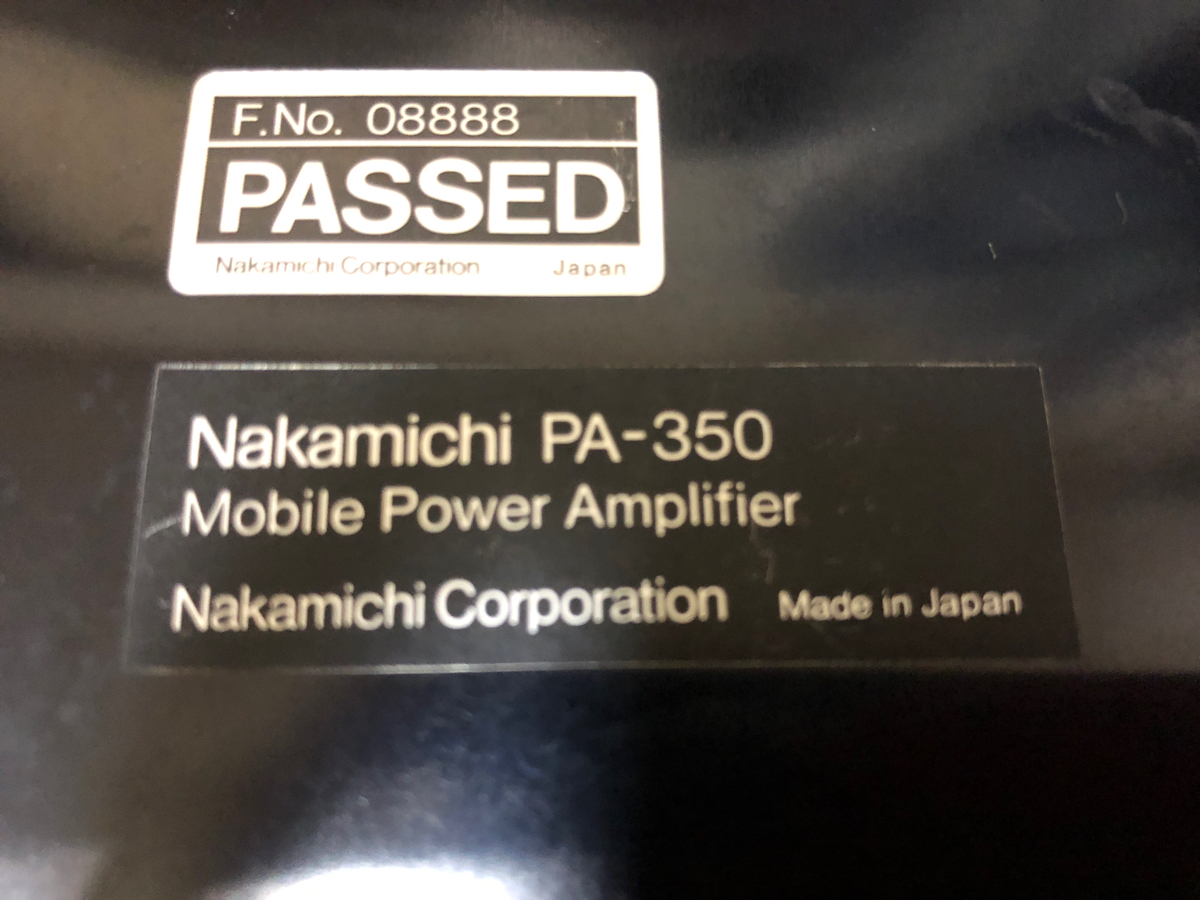 F.No. 08888
PASSED
Nakamichi Corporation Japan
Nakamichi PA-350
Mobile Power Amplifier
Nakamichi Corporation Made in Japan